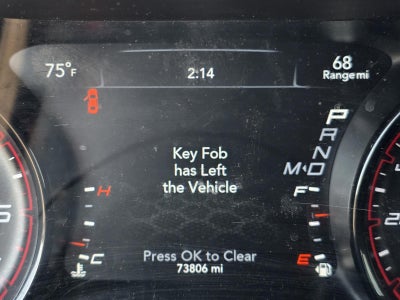 75°F
2:14
68
Range mi
P
R
N
M◁D
Key Fob
has Left
the Vehicle
H
F
C
E
Press OK to Clear
73806 mi